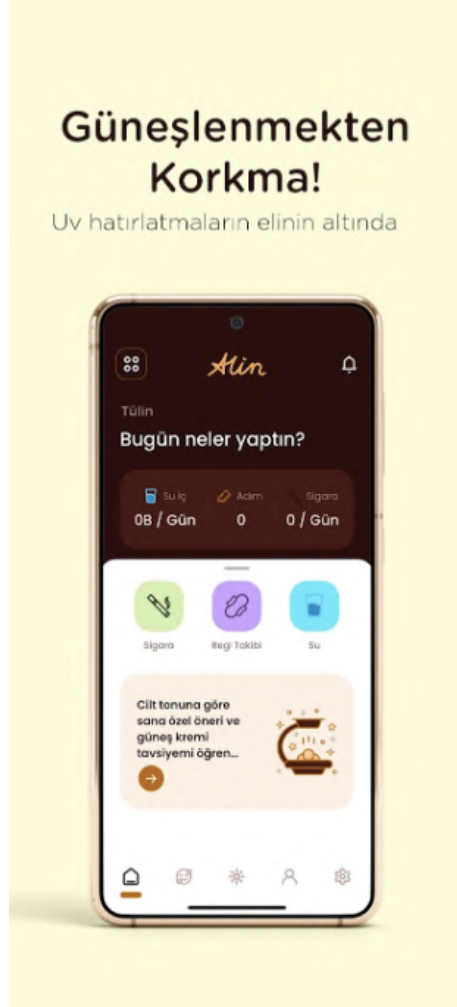 Güneşlenmekten
Korkma!
Uv hatırlatmaların elinin altında
Alin
Tülin
Bugün neler yaptın?
Su İç
Adım
Sigara
0B / Gün
0
0 / Gün
Sigara
Regl Takibi
Su
Cilt tonuna göre
sana özel öneri ve
güneş kremi
tavsiyemi öğren...